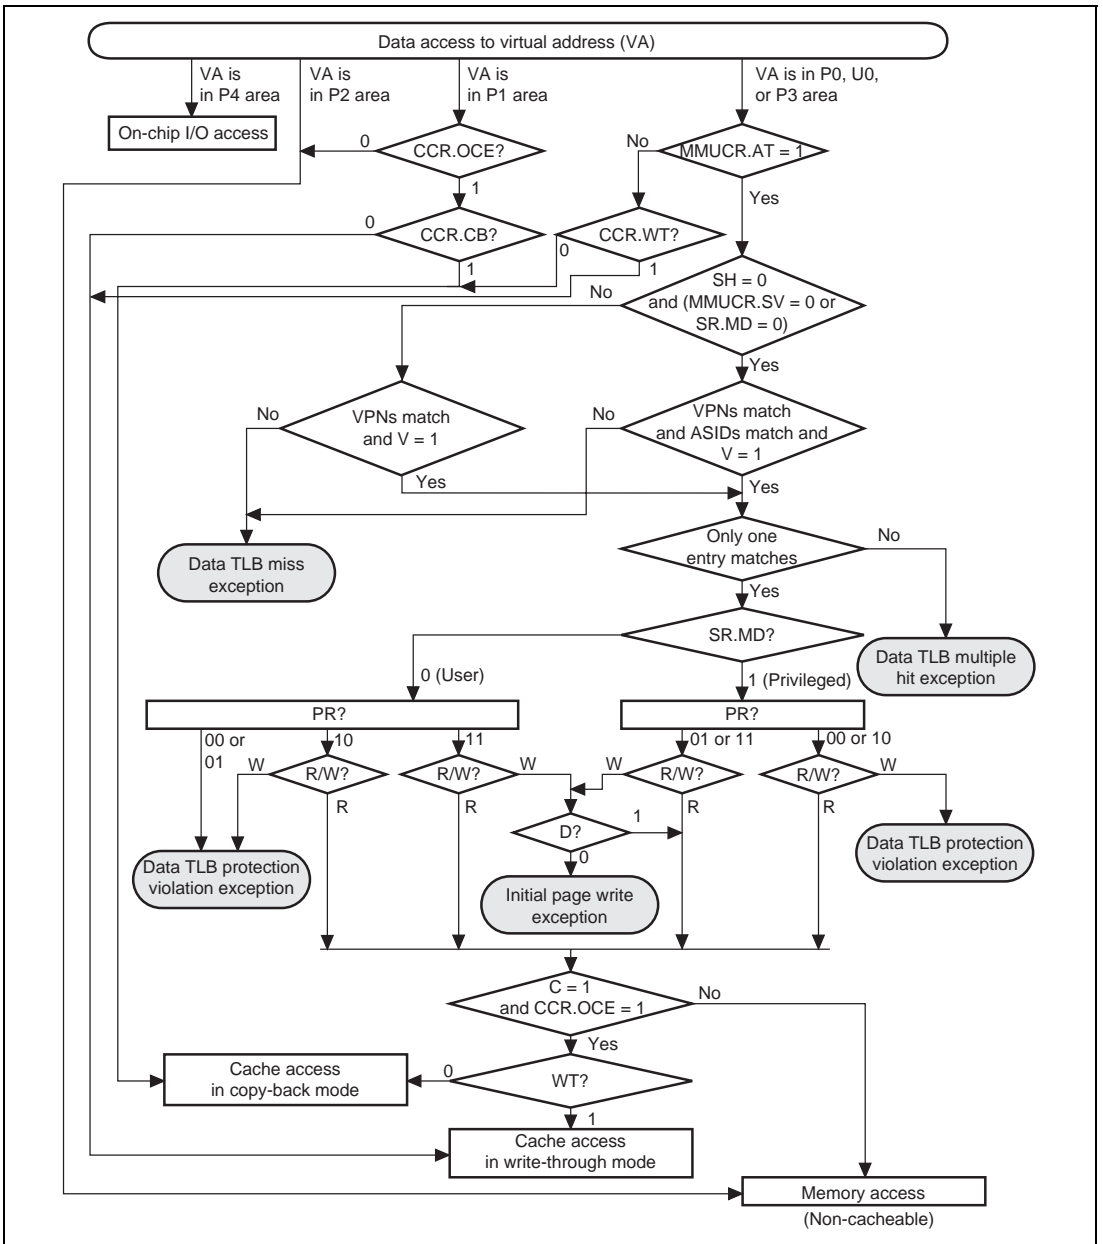 Data access to virtual address (VA)
VA is
in P4 area
VA is
in P2 area
VA is
in P1 area
VA is in P0, U0,
or P3 area
On-chip I/O access
0
CCR.OCE?
No
MMUCR.AT = 1
1
Yes
0
CCR.CB?
CCR.WT?
0
1
1
SH = 0
and (MMUCR.SV = 0 or
SR.MD = 0)
No
Yes
No
VPNs match
and V = 1
No
VPNs match
and ASIDs match and
V = 1
Yes
Yes
Only one
entry matches
No
Data TLB miss
exception
Yes
SR.MD?
Data TLB multiple
hit exception
0 (User)
1 (Privileged)
PR?
PR?
00 or
01
10
11
01 or 11
00 or 10
W
R/W?
R/W?
W
W
R/W?
R/W?
W
R
R
R
R
D?
1
0
Data TLB protection
violation exception
Data TLB protection
violation exception
Initial page write
exception
C = 1
and CCR.OCE = 1
No
Yes
Cache access
in copy-back mode
0
WT?
1
Cache access
in write-through mode
Memory access
(Non-cacheable)